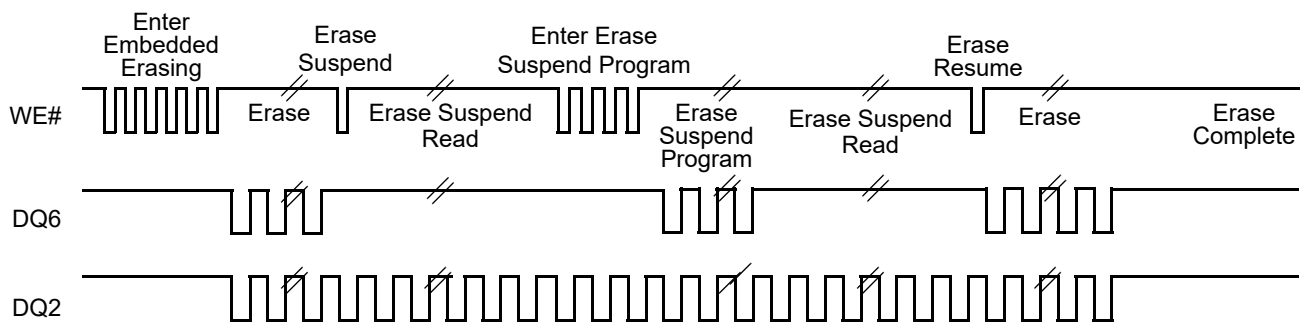 Enter
Embedded
Erasing
Erase
Suspend
Enter Erase
Suspend Program
Erase
Resume
WE#
Erase
Erase Suspend
Read
Erase
Suspend
Program
Erase Suspend
Read
Erase
Erase
Complete
DQ6
DQ2